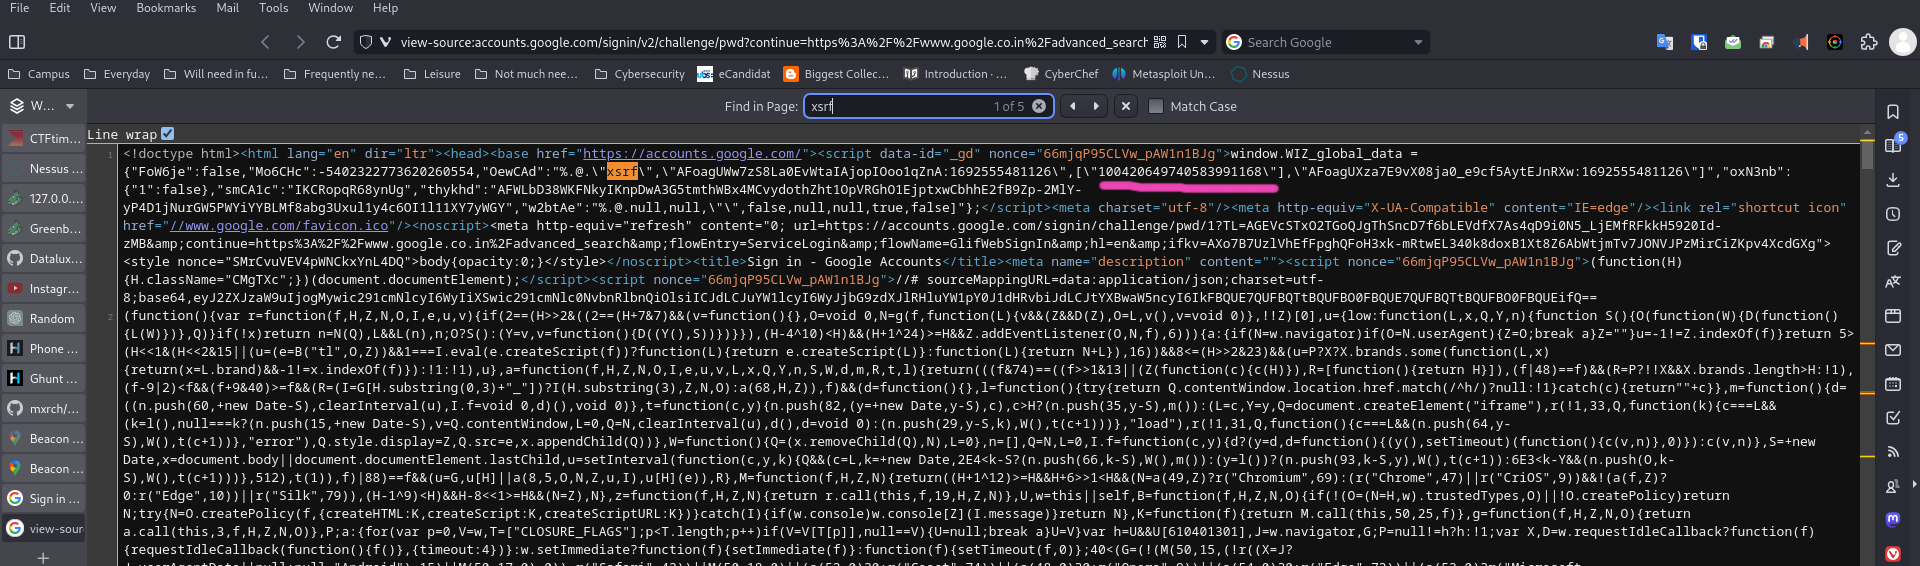 File Edit View Bookmarks Mail Tools Window Help
view-source:accounts.google.com/signin/v2/challenge/pwd?continue=https%3A%2F%2Fwww.google.co.in%2Fadvanced_search
Search Google
Campus Everyday Will need in fu... Frequently ne... Leisure Not much nee... Cybersecurity eCandidat Biggest Collec... Introduction · ... CyberChef Metasploit Un... Nessus
W... Find in Page: xsrf 1 of 5 Match Case
Line wrap
CTFtim...
Nessus ...
127.0.0....
Greenb...
Datalux...
Instagr...
Random
Phone ...
Ghunt ...
mxrch/...
Beacon ...
Beacon ...
Sign in ...
view-sour
5
1
<!doctype html><html lang="en" dir="ltr"><head><base href="https://accounts.google.com/"><script data-id="_gd" nonce="66mjqP95CLVw_pAW1n1BJg">window.WIZ_global_data =
{"FoW6je":false,"Mo6CHc":-5402322773620260554,"OewCAd":"%.@.\"xsrf\",\"AFoagUWw7zS8La0EvWtaIAjopIOoo1qZnA:1692555481126\",[\"100420649740583991168\"],\"AFoagUXza7E9vX08ja0_e9cf5AytEJnRXw:1692555481126\"]","oxN3nb":
{"1":false},"smCA1c":"IKCRopqR68ynUg","thykhd":"AFWLbD38WKFNkyIKnpDwA3G5tmthWBx4MCvydothZht1OpVRGhO1EjptxwCbhhE2fB9Zp-2MlY-
yP4D1jNurGW5PWYiYYBLMf8abg3Uxul1y4c6OI1l11XY7yWGY","w2btAe":"%.@.null,null,\"\",false,null,null,true,false]"};</script><meta charset="utf-8"/><meta http-equiv="X-UA-Compatible" content="IE=edge"/><link rel="shortcut icon"
href="//www.google.com/favicon.ico"/><noscript><meta http-equiv="refresh" content="0; url=https://accounts.google.com/signin/challenge/pwd/1?TL=AGEVcSTxO2TGoQJgThSncD7f6bLEVdfX7As4qD9i0N5_LjEMfRFkkH5920Id-
zMB&amp;continue=https%3A%2F%2Fwww.google.co.in%2Fadvanced_search&amp;flowEntry=ServiceLogin&amp;flowName=GlifWebSignIn&amp;hl=en&amp;ifkv=AXo7B7UzlVhEfFpghQFoH3xk-mRtwEL340k8doxB1Xt8Z6AbWtjmTv7JONVJPzMirCiZKpv4XcdGXg">
<style nonce="SMrCvuVEV4pWNCkxYnL4DQ">body{opacity:0;}</style></noscript><title>Sign in - Google Accounts</title><meta name="description" content=""><script nonce="66mjqP95CLVw_pAW1n1BJg">(function(H)
{H.className="CMgTXc";})(document.documentElement);</script><script nonce="66mjqP95CLVw_pAW1n1BJg">//# sourceMappingURL=data:application/json;charset=utf-
8;base64,eyJ2ZXJzaW9uIjogMywic291cmNlcyI6WyIiXSwic291cmNlc0NvbnRlbnQiOlsiICJdLCJuYW1lcyI6WyJjbG9zdXJlRHluYW1pY0J1dHRvbiJdLCJtYXBwaW5ncyI6IkFBQUE7QUFBQTtBQUFBO0FBQUE7QUFBQTtBQUFBO0FBQUEifQ==
2
(function(){var r=function(f,H,Z,N,O,I,e,u,v){if(2==(H>>2&((2==(H+7&7)&&(v=function(){},O=void 0,N=g(f,function(L){v&&(Z&&D(Z),O=L,v(),v=void 0)},!!Z)[0],u={low:function(L,x,Q,Y,n){function S(){O(function(W){D(function()
{L(W)})},Q)}if(!x)return n=N(Q),L&&L(n),n;O?S():(Y=v,v=function(){D((Y(),S))})}}),(H-4^10)<H)&&(H+1^24)>=H&&Z.addEventListener(O,N,f),6))){a:{if(N=w.navigator)if(O=N.userAgent){Z=O;break a}Z=""}u=-1!=Z.indexOf(f)}return 5>
(H<<1&(H<<2&15||(u=(e=B("tl",O,Z))&&1===I.eval(e.createScript(f))?function(L){return e.createScript(L)}:function(L){return N+L}),16))&&8<=(H>>2&23)&&(u=P?X?X.brands.some(function(L,x)
{return(x=L.brand)&&-1!=x.indexOf(f)}):!1:!1),u},a=function(f,H,Z,N,O,I,e,u,v,L,x,Q,Y,n,S,W,d,m,R,t,l){return(((f&74)==((f>>1&13||(Z(function(c){c(H)}),R=[function(){return H}]),(f|48)==f)&&(R=P?!!X&&X.brands.length>H:!1),
(f-9|2)<f&&(f+9&40)>=f&&(R=(I=G[H.substring(0,3)+"_"])?I(H.substring(3),Z,N,O):a(68,H,Z)),f)&&(d=function(){},l=function(){try{return Q.contentWindow.location.href.match(/^h/)?null:!1}catch(c){return""+c}},m=function(){d=
((n.push(60,+new Date-S),clearInterval(u),I.f=void 0,d)(),void 0)},t=function(c,y){n.push(82,(y=+new Date,y-S),c),c>H?(n.push(35,y-S),m()):(L=c,Y=y,Q=document.createElement("iframe"),r(!1,33,Q,function(k){c===L&&
(k=l(),null===k?(n.push(15,+new Date-S),v=Q.contentWindow,L=0,Q=N,clearInterval(u),d(),d=void 0):(n.push(29,y-S,k),W(),t(c+1)))},"load"),r(!1,31,Q,function(){c===L&&(n.push(64,y-
S),W(),t(c+1))},"error"),Q.style.display=Z,Q.src=e,x.appendChild(Q))},W=function(){Q=(x.removeChild(Q),N),L=0},n=[],Q=N,L=0,I.f=function(c,y){d?(y=d,d=function(){(y(),setTimeout)(function(){c(v,n)},0)}):c(v,n)},S=+new
Date,x=document.body||document.documentElement.lastChild,u=setInterval(function(c,y,k){Q&&(c=L,k=+new Date,2E4<k-S?(n.push(66,k-S),W(),m()):(y=l())?(n.push(93,k-S,y),W(),t(c+1)):6E3<k-Y&&(n.push(O,k-
S),W(),t(c+1)))},512),t(1)),f)|88)==f&&(u=G,u[H]||a(8,5,O,N,Z,u,I),u[H](e)),R},M=function(f,H,Z,N){return((H+1^12)>=H&&H+6>>1<H&&(N=a(49,Z)?r("Chromium",69):(r("Chrome",47)||r("CriOS",9))&&!(a(f,Z)?
0:r("Edge",10))||r("Silk",79)),(H-1^9)<H)&&H-8<<1>=H&&(N=Z),N},z=function(f,H,Z,N){return r.call(this,f,19,H,Z,N)},U,w=this||self,B=function(f,H,Z,N,O){if(!(O=(N=H,w).trustedTypes,O)||!O.createPolicy)return
N;try{N=O.createPolicy(f,{createHTML:K,createScript:K,createScriptURL:K})}catch(I){if(w.console)w.console[Z](I.message)}return N},K=function(f){return M.call(this,50,25,f)},g=function(f,H,Z,N,O){return
a.call(this,3,f,H,Z,N,O)},P;a:{for(var p=0,V=w,T=["CLOSURE_FLAGS"];p<T.length;p++)if(V=V[T[p]],null==V){U=null;break a}U=V}var h=U&&U[610401301],J=w.navigator,G;P=null!=h?h:!1;var X,D=w.requestIdleCallback?function(f)
{requestIdleCallback(function(){f()},{timeout:4})}:w.setImmediate?function(f){setImmediate(f)}:function(f){setTimeout(f,0)};40<(G=(!(M(50,15,(!r((X=J?